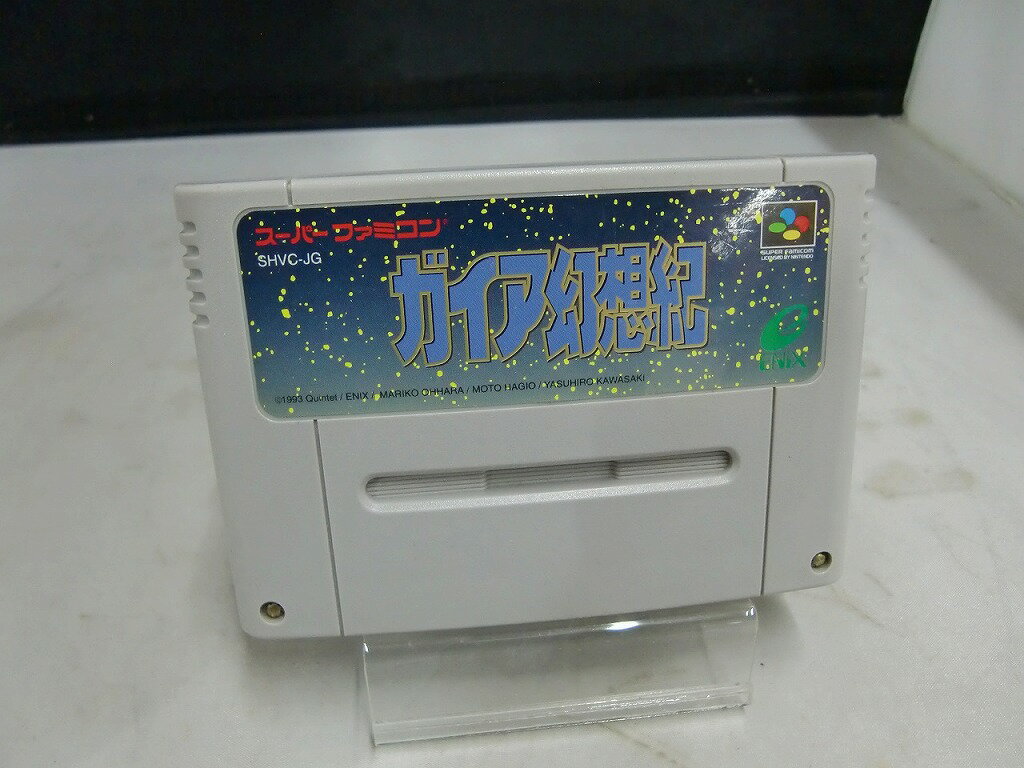 スーパーファミコン®
SHVC-JG
ガイア幻想紀
SUPER FAMICOM
LICENSED BY NINTENDO
ENIX
©1993 Quintet / ENIX / MARIKO OHHARA / MOTO HAGIO / YASUHIRO KAWASAKI